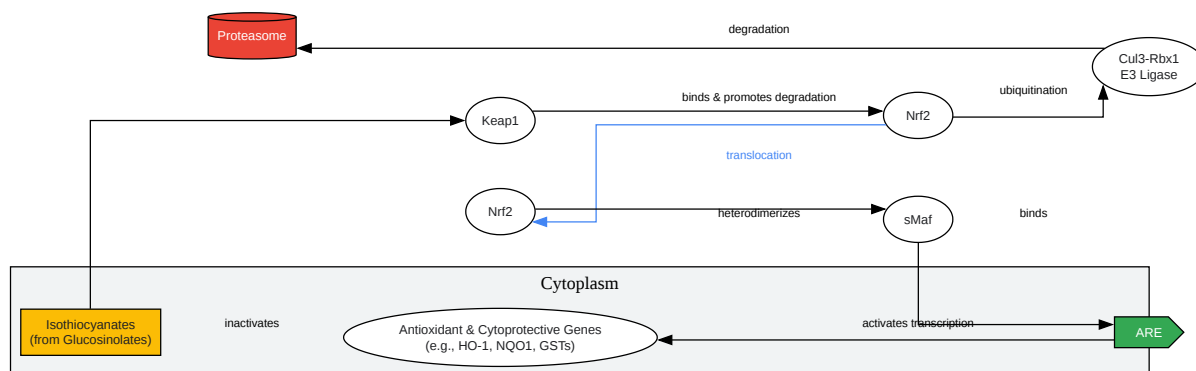 degradation
Proteasome
Cul3-Rbx1
E3 Ligase
binds & promotes degradation
ubiquitination
Keap1
Nrf2
translocation
Nrf2
heterodimerizes
sMaf
binds
Cytoplasm
Isothiocyanates
(from Glucosinolates)
inactivates
Antioxidant & Cytoprotective Genes
(e.g., HO-1, NQO1, GSTs)
activates transcription
ARE